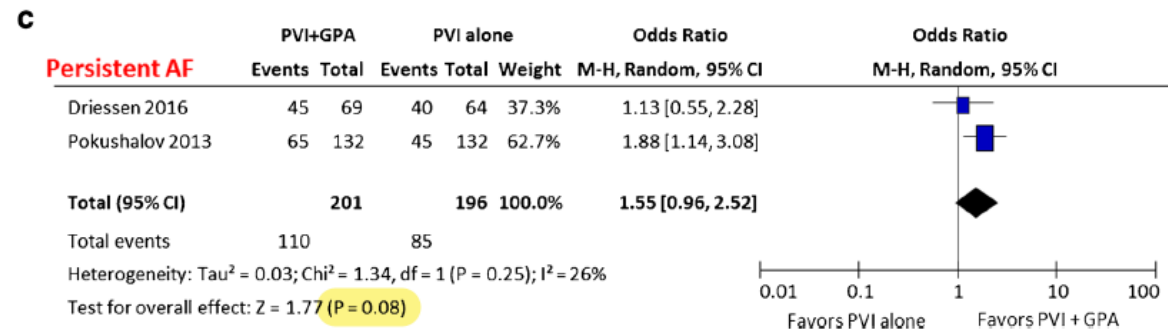 c
PVI+GPA PVI alone Odds Ratio Odds Ratio
Persistent AF Events Total Events Total Weight M-H, Random, 95% CI M-H, Random, 95% CI
Driessen 2016 45 69 40 64 37.3% 1.13 [0.55, 2.28]
Pokushalov 2013 65 132 45 132 62.7% 1.88 [1.14, 3.08]
Total (95% CI) 201 196 100.0% 1.55 [0.96, 2.52]
Total events 110 85
Heterogeneity: Tau² = 0.03; Chi² = 1.34, df = 1 (P = 0.25); I² = 26%
Test for overall effect: Z = 1.77 (P = 0.08)
0.01 0.1 1 10 100
Favors PVI alone Favors PVI + GPA